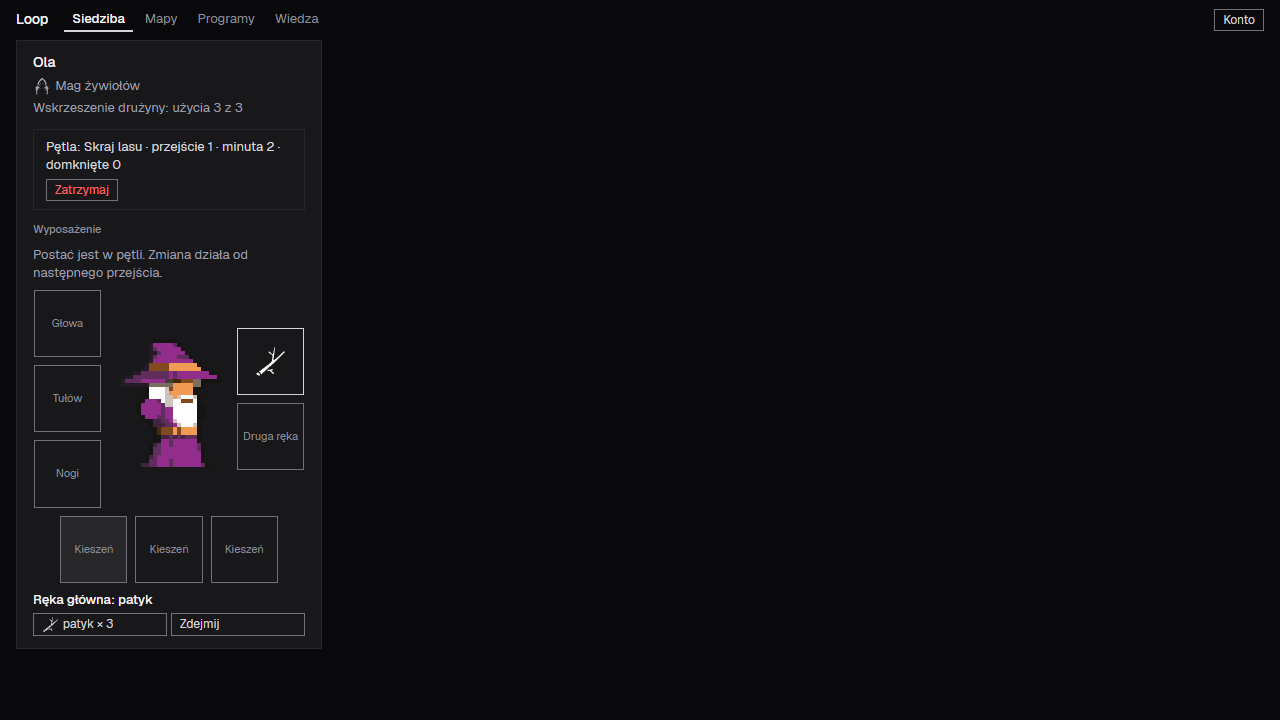 Loop Siedziba Mapy Programy Wiedza Konto
Ola
Mag żywiołów
Wskrzeszenie drużyny: użycia 3 z 3
Pętla: Skraj lasu · przejście 1 · minuta 2 ·
domknięte 0
Zatrzymaj
Wyposażenie
Postać jest w pętli. Zmiana działa od
następnego przejścia.
Głowa
Tułów
Druga ręka
Nogi
Kieszeń Kieszeń Kieszeń
Ręka główna: patyk
patyk × 3 Zdejmij